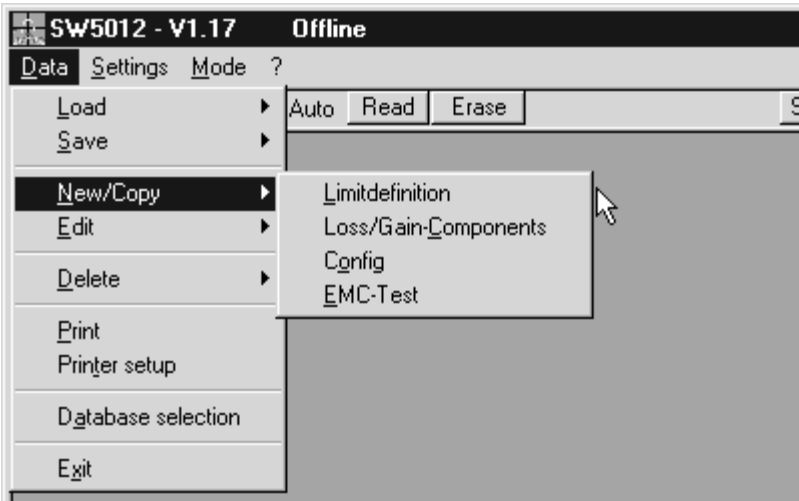 SW5012 - V1.17 Offline
Data Settings Mode ?
Auto Read Erase S
Load
Save
New/Copy
Edit
Delete
Print
Printer setup
Database selection
Exit
Limitdefinition
Loss/Gain-Components
Config
EMC-Test